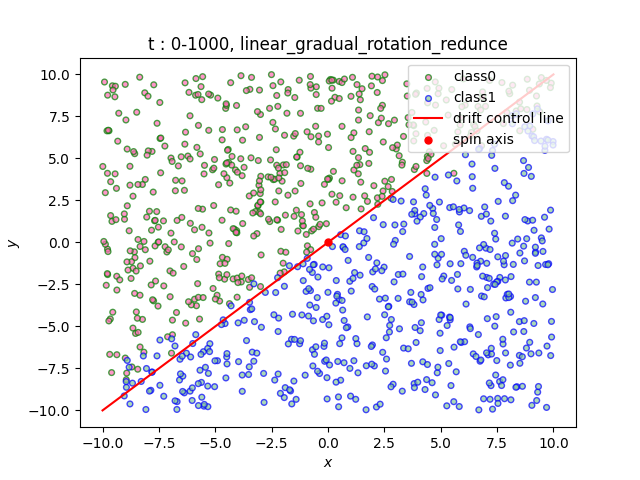 t : 0-1000, linear_gradual_rotation_redunce
class0
class1
drift control line
spin axis
10.0
7.5
5.0
2.5
0.0
−2.5
−5.0
−7.5
−10.0
y
−10.0 −7.5 −5.0 −2.5 0.0 2.5 5.0 7.5 10.0
x